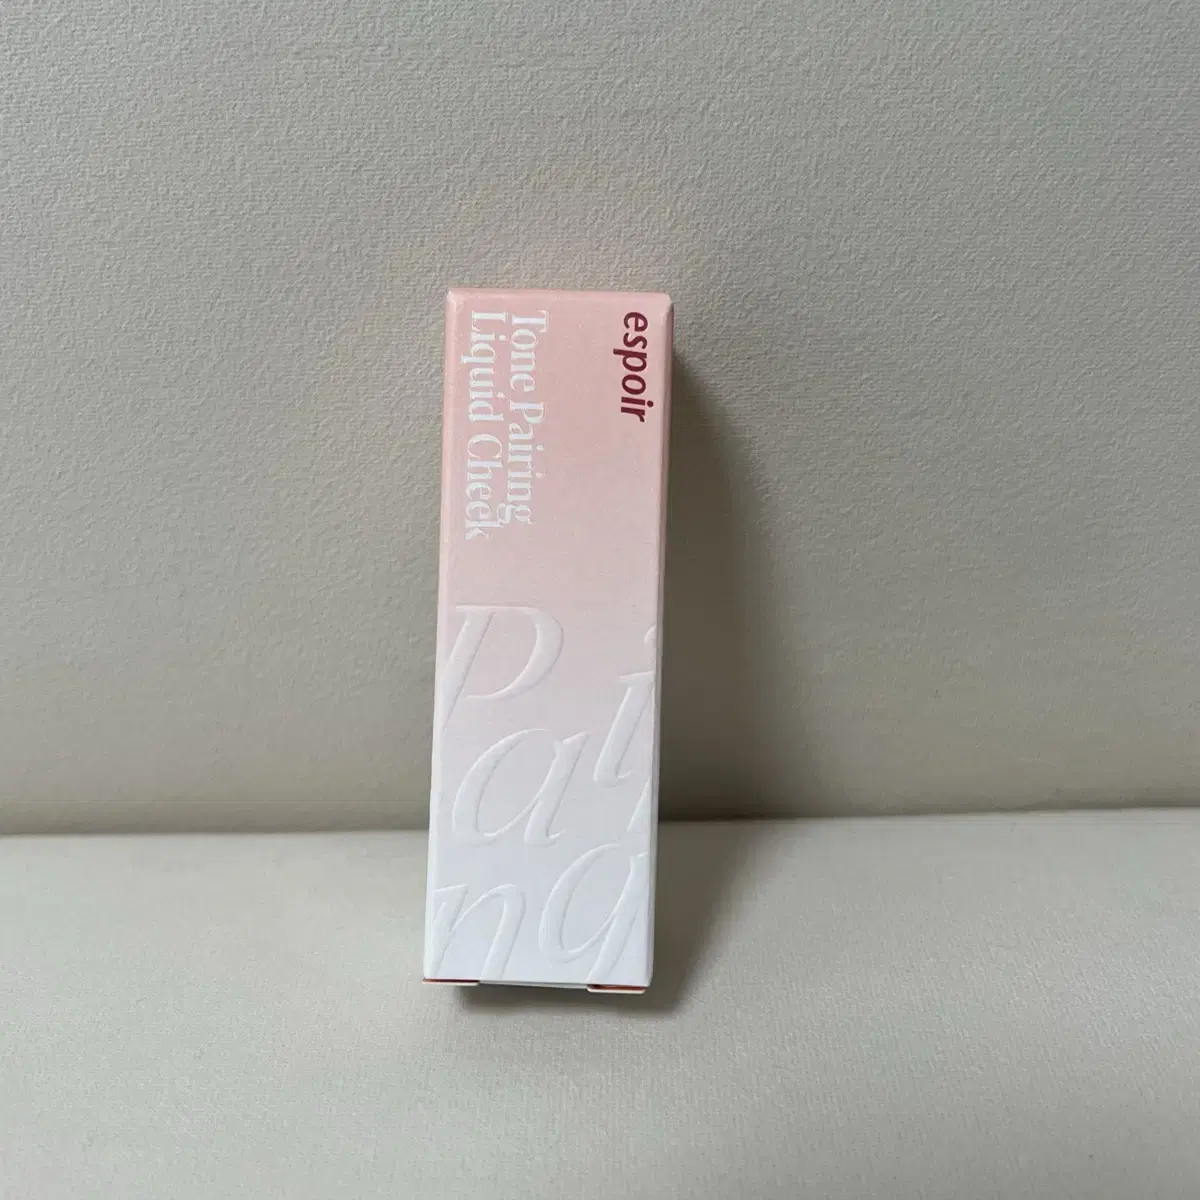 espoir
Tone Pairing
Liquid Cheek
Pairing